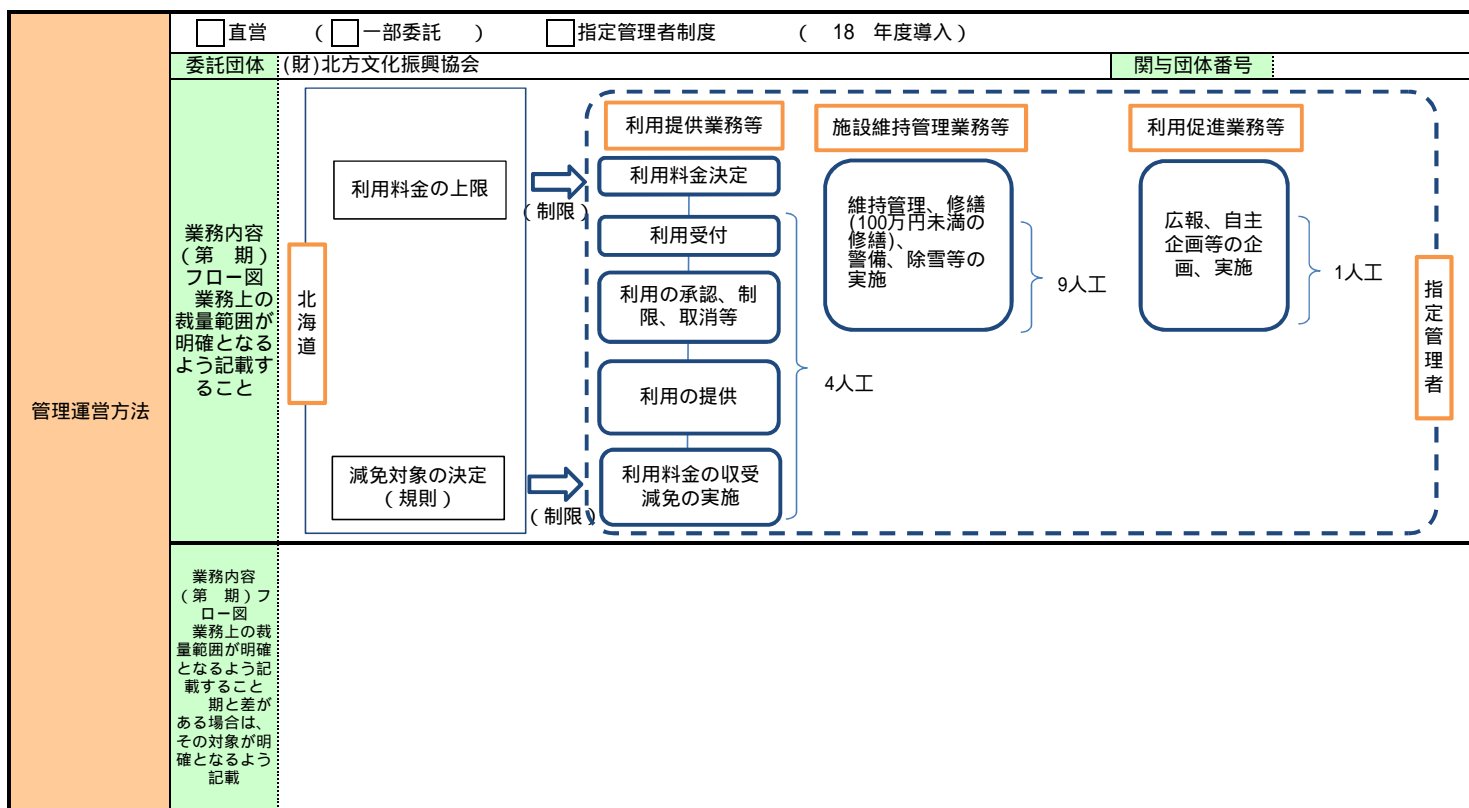 直営 ( 一部委託 ) 指定管理者制度 ( 18 年度導入 )
委託団体 (財)北方文化振興協会 関与団体番号
管理運営方法
業務内容
(第 期)
フロー図
業務上の
裁量範囲が
明確となる
よう記載す
ること
北海道
利用料金の上限
(制限)
減免対象の決定
(規則)
(制限)
利用提供業務等
利用料金決定
利用受付
利用の承認、制
限、取消等
利用の提供
利用料金の収受
減免の実施
4人工
施設維持管理業務等
維持管理、修繕
(100万円未満の
修繕)、
警備、除雪等の
実施
9人工
利用促進業務等
広報、自主
企画等の企
画、実施
1人工
指定管理者
業務内容
(第 期)フ
ロー図
業務上の裁
量範囲が明確
となるよう記
載すること
期と差が
ある場合は、
その対象が明
確となるよう
記載